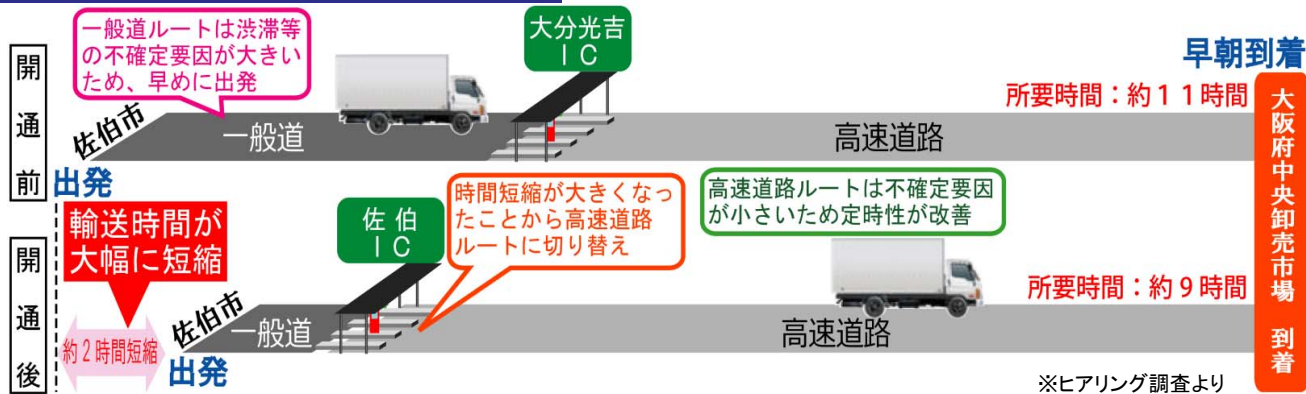 開通前
一般道ルートは渋滞等
の不確定要因が大きい
ため、早めに出発
大分光吉
ＩＣ
早朝到着
所要時間：約１１時間
佐伯市
一般道
高速道路
出発
大阪府中央卸売市場 到着
輸送時間が
大幅に短縮
開通後
佐伯
ＩＣ
時間短縮が大きくなっ
たことから高速道路
ルートに切り替え
高速道路ルートは不確定要因
が小さいため定時性が改善
所要時間：約９時間
約２時間短縮
佐伯市
一般道
高速道路
出発
※ヒアリング調査より